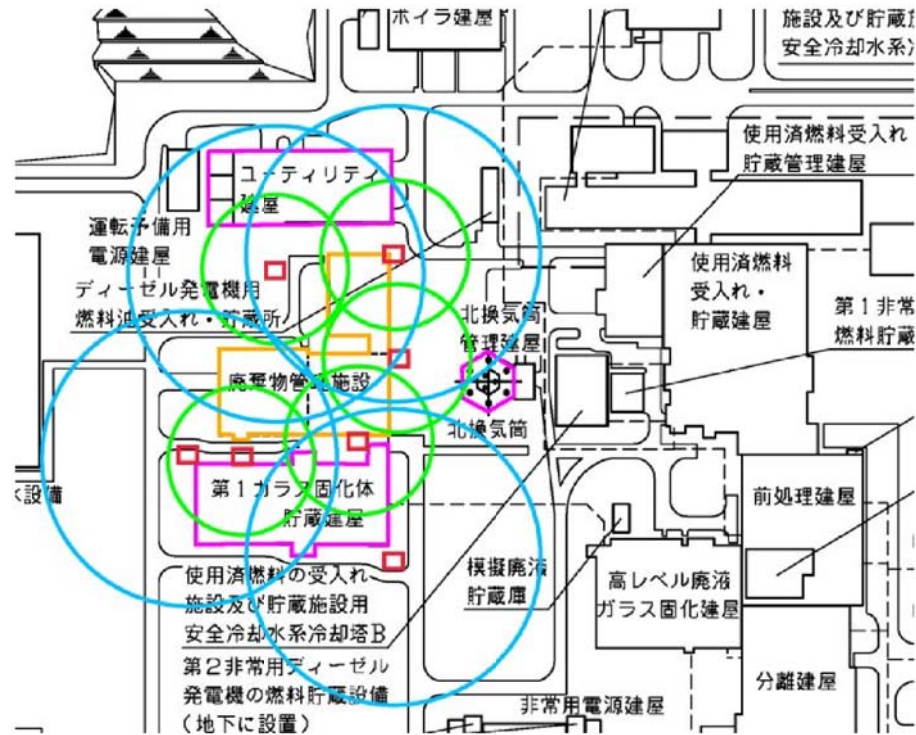 ボイラ建屋
施設及び貯蔵
安全冷却水系
使用済燃料受入れ
貯蔵管理建屋
ユーティリティ
建屋
運転予備用
電源建屋
使用済燃料
受入れ・
貯蔵建屋
ディーゼル発電機用
燃料油受入れ・貯蔵所
北換気筒
管理建屋
第1非常
燃料貯蔵
廃棄物管理施設
北換気筒
第1ガラス固化体
貯蔵建屋
水設備
前処理建屋
使用済燃料の受入れ
施設及び貯蔵施設用
安全冷却水系冷却塔B
模擬廃液
貯蔵庫
高レベル廃液
ガラス固化建屋
第2非常用ディーゼル
発電機の燃料貯蔵設備
（地下に設置）
分離建屋
非常用電源建屋